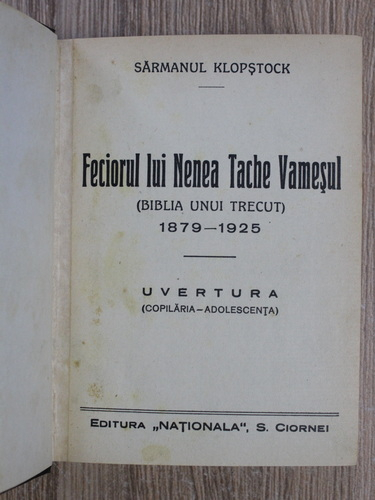 SĂRMANUL KLOPȘTOCK
Feciorul lui Nenea Tache Vameșul
(BIBLIA UNUI TRECUT)
1879—1925
UVERTURA
(COPILĂRIA—ADOLESCENȚA)
EDITURA „NAȚIONALA“, S. CIORNEI